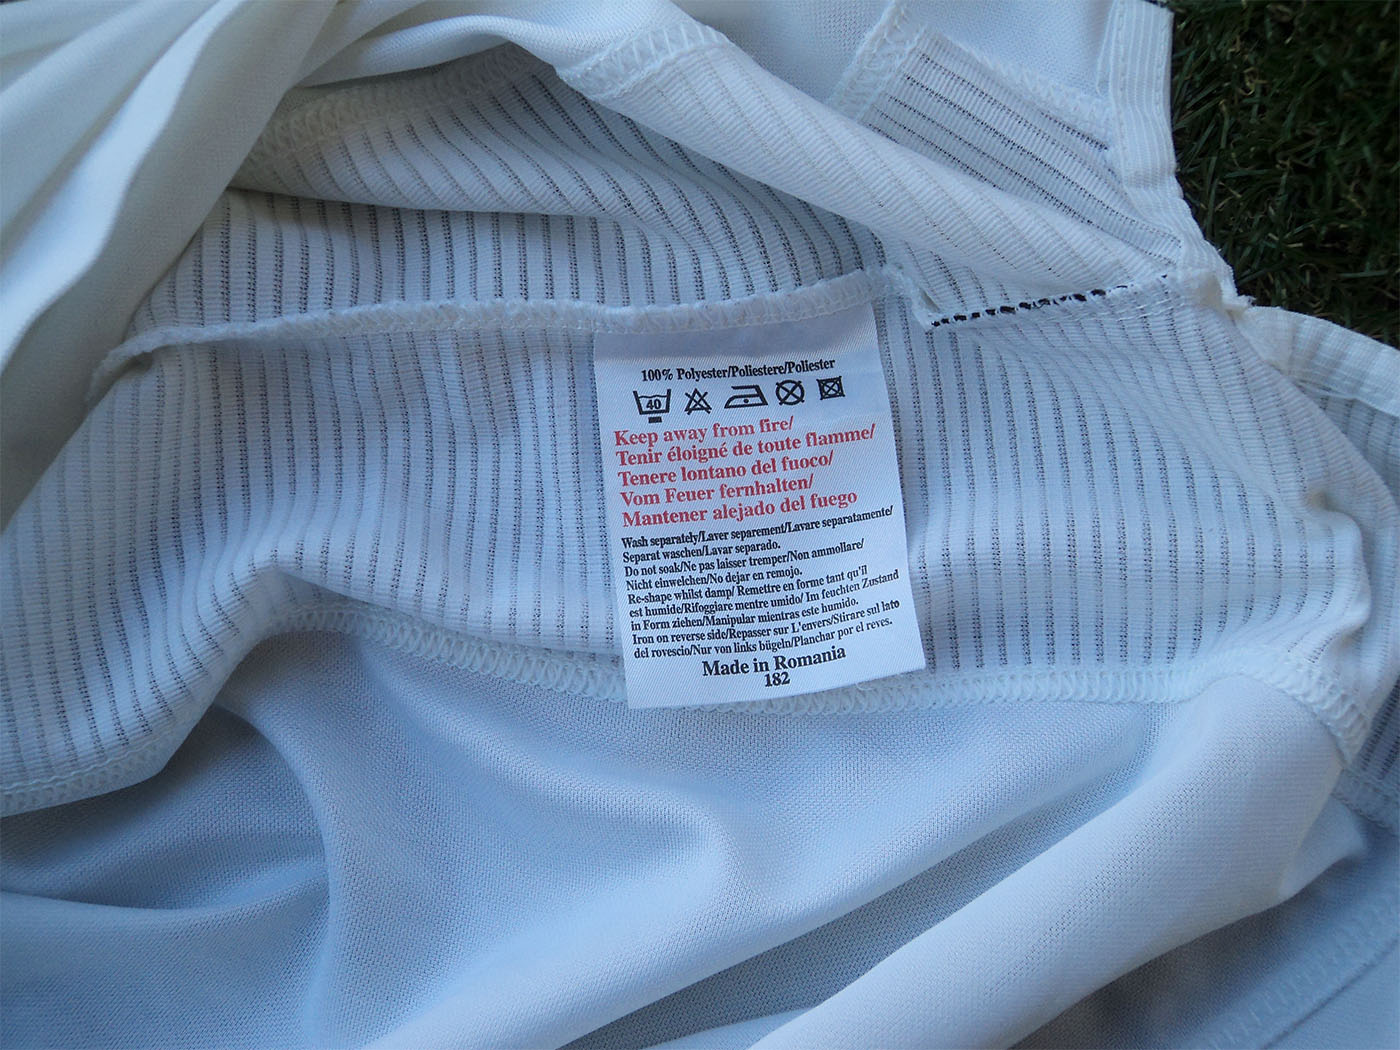 100% Polyester/Poliestere/Poliester
40
Keep away from fire/
Tenir éloigné de toute flamme/
Tenere lontano del fuoco/
Vom Feuer fernhalten/
Mantener alejado del fuego
Wash separately/Laver separement/Lavare separatamente/
Separat waschen/Lavar separado.
Do not soak/Ne pas laisser tremper/Non ammollare/
Nicht einweichen/No dejar en remojo.
Re-shape whilst damp/ Remettre en forme tant qu'il
est humide/Rifoggiare mentre umido/ Im feuchten Zustand
in Form ziehen/Manipular mientras este humido.
Iron on reverse side/Repasser sur L'envers/Stirare sul lato
del rovescio/Nur von links bügeln/Planchar por el reves.
Made in Romania
182